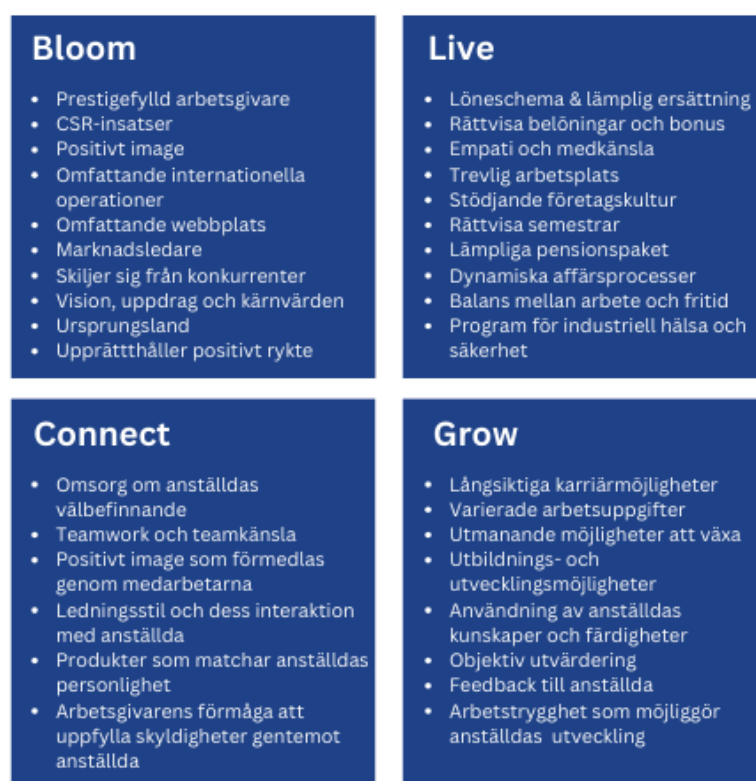 Bloom
• Prestigefylld arbetsgivare
• CSR-insatser
• Positivt image
• Omfattande internationella
operationer
• Omfattande webbplats
• Marknadsledare
• Skiljer sig från konkurrenter
• Vision, uppdrag och kärnvärden
• Ursprungsland
• Upprättthåller positivt rykte
Live
• Löneschema & lämplig ersättning
• Rättvisa belöningar och bonus
• Empati och medkänsla
• Trevlig arbetsplats
• Stödjande företagskultur
• Rättvisa semestrar
• Lämpliga pensionspaket
• Dynamiska affärsprocesser
• Balans mellan arbete och fritid
• Program för industriell hälsa och
säkerhet
Connect
• Omsorg om anställdas
välbefinnande
• Teamwork och teamkänsla
• Positivt image som förmedlas
genom medarbetarna
• Ledningsstil och dess interaktion
med anställda
• Produkter som matchar anställdas
personlighet
• Arbetsgivarens förmåga att
uppfylla skyldigheter gentemot
anställda
Grow
• Långsiktiga karriärmöjligheter
• Varierade arbetsuppgifter
• Utmanande möjligheter att växa
• Utbildnings- och
utvecklingsmöjligheter
• Användning av anställdas
kunskaper och färdigheter
• Objektiv utvärdering
• Feedback till anställda
• Arbetstrygghet som möjliggör
anställdas utveckling